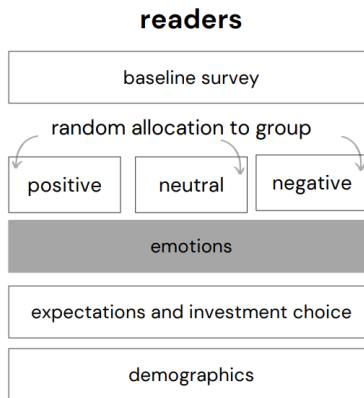 readers
baseline survey
random allocation to group
positive neutral negative
emotions
expectations and investment choice
demographics